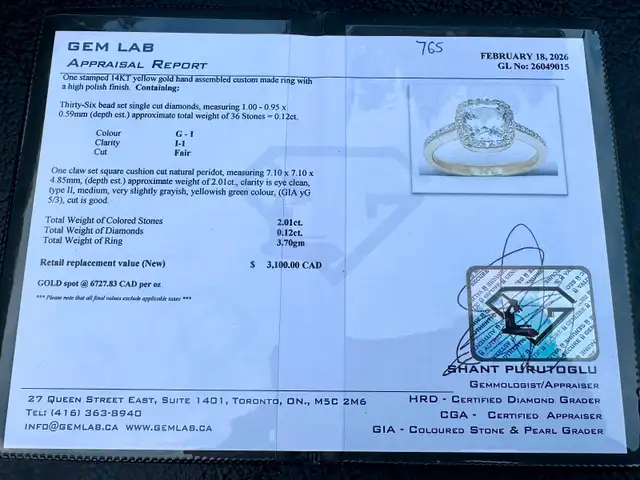 GEM LAB
765
APPRAISAL REPORT
FEBRUARY 18, 2026
GL No: 26049015
One stamped 14KT yellow gold hand assembled custom made ring with
a high polish finish. Containing:
Thirty-Six bead set single cut diamonds, measuring 1.00 - 0.95 x
0.59mm (depth est.) approximate total weight of 36 Stones = 0.12ct.
Colour G - I
Clarity I-1
Cut Fair
One claw set square cushion cut natural peridot, measuring 7.10 x 7.10 x
4.85mm, (depth est.) approximate weight of 2.01ct., clarity is eye clean,
type II, medium, very slightly grayish, yellowish green colour, (GIA yG
5/3), cut is good.
Total Weight of Colored Stones 2.01ct.
Total Weight of Diamonds 0.12ct.
Total Weight of Ring 3.70gm
Retail replacement value (New) $ 3,100.00 CAD
GOLD spot @ 6727.83 CAD per oz
*** Please note that all final values exclude applicable taxes ***
SHANT PURUTOGLU
GEMMOLOGIST/APPRAISER
HRD - CERTIFIED DIAMOND GRADER
CGA - CERTIFIED APPRAISER
GIA - COLOURED STONE & PEARL GRADER
27 QUEEN STREET EAST, SUITE 1401, TORONTO, ON., M5C 2M6
TEL: (416) 363-8940
INFO@GEMLAB.CA WWW.GEMLAB.CA